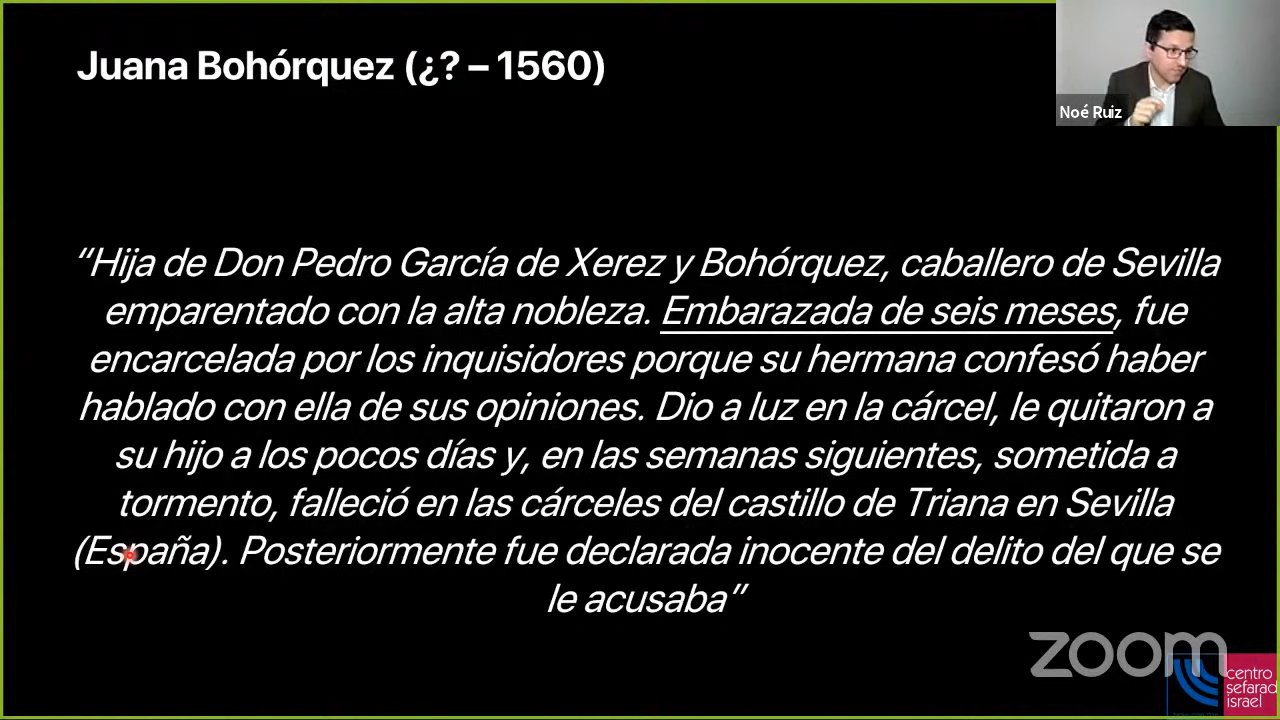 Juana Bohórquez (¿? – 1560)
Noé Ruiz
“Hija de Don Pedro García de Xerez y Bohórquez, caballero de Sevilla
emparentado con la alta nobleza. Embarazada de seis meses, fue
encarcelada por los inquisidores porque su hermana confesó haber
hablado con ella de sus opiniones. Dio a luz en la cárcel, le quitaron a
su hijo a los pocos días y, en las semanas siguientes, sometida a
tormento, falleció en las cárceles del castillo de Triana en Sevilla
(España). Posteriormente fue declarada inocente del delito del que se
le acusaba”
zoom
centro
sefarad
israel